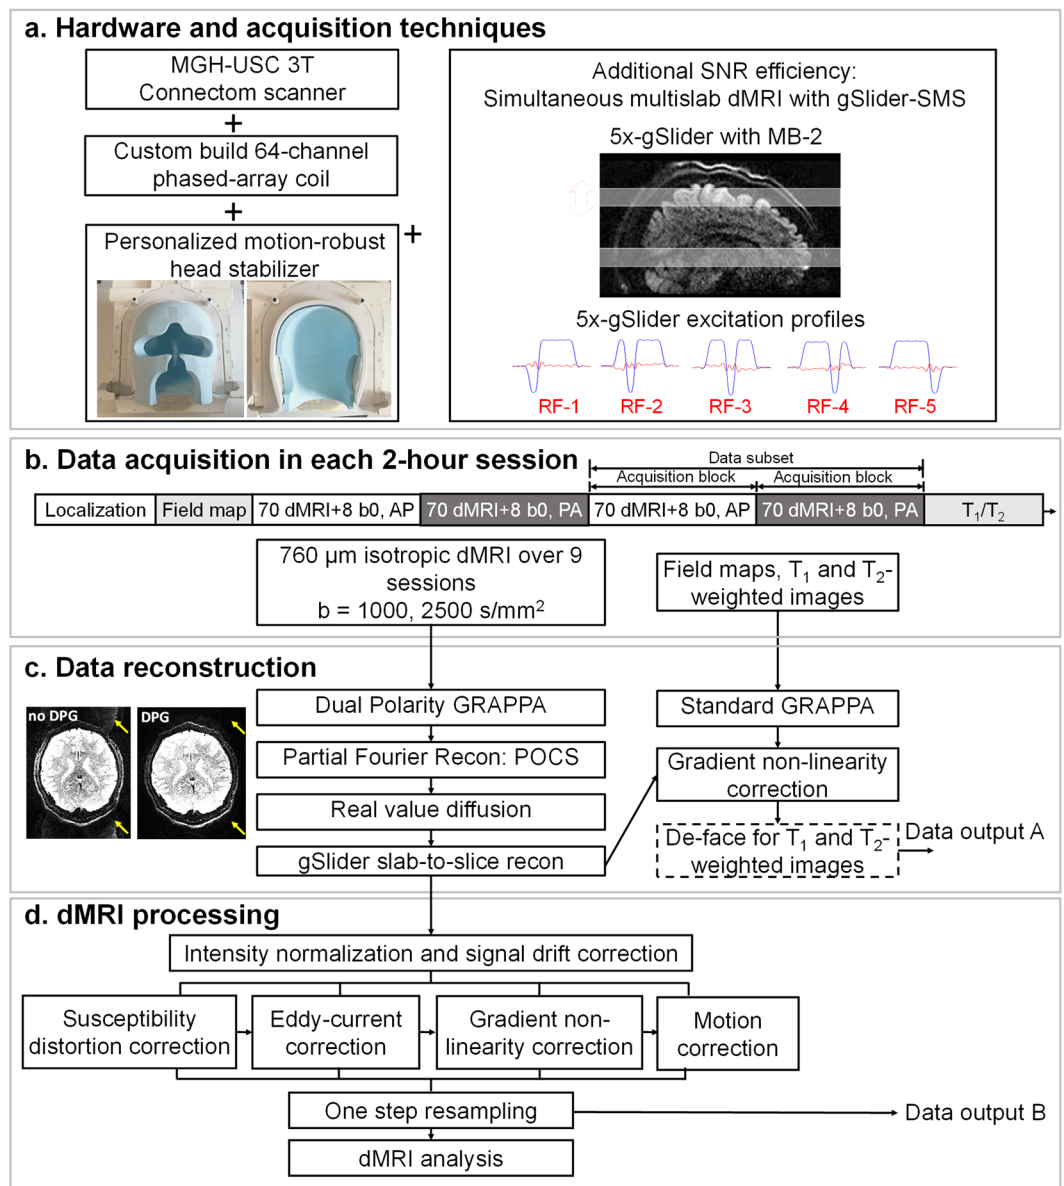 a. Hardware and acquisition techniques
MGH-USC 3T
Connectom scanner
+
Custom build 64-channel
phased-array coil
+
Personalized motion-robust
head stabilizer
+
Additional SNR efficiency:
Simultaneous multislab dMRI with gSlider-SMS
5x-gSlider with MB-2
5x-gSlider excitation profiles
RF-1 RF-2 RF-3 RF-4 RF-5
b. Data acquisition in each 2-hour session
Data subset
Acquisition block Acquisition block
Localization Field map 70 dMRI+8 b0, AP 70 dMRI+8 b0, PA 70 dMRI+8 b0, AP 70 dMRI+8 b0, PA T₁/T₂
760 µm isotropic dMRI over 9
sessions
b = 1000, 2500 s/mm²
Field maps, T₁ and T₂-
weighted images
c. Data reconstruction
no DPG DPG
Dual Polarity GRAPPA
Partial Fourier Recon: POCS
Real value diffusion
gSlider slab-to-slice recon
Standard GRAPPA
Gradient non-linearity
correction
De-face for T₁ and T₂-
weighted images
Data output A
d. dMRI processing
Intensity normalization and signal drift correction
Susceptibility
distortion correction
Eddy-current
correction
Gradient non-
linearity correction
Motion
correction
One step resampling
Data output B
dMRI analysis